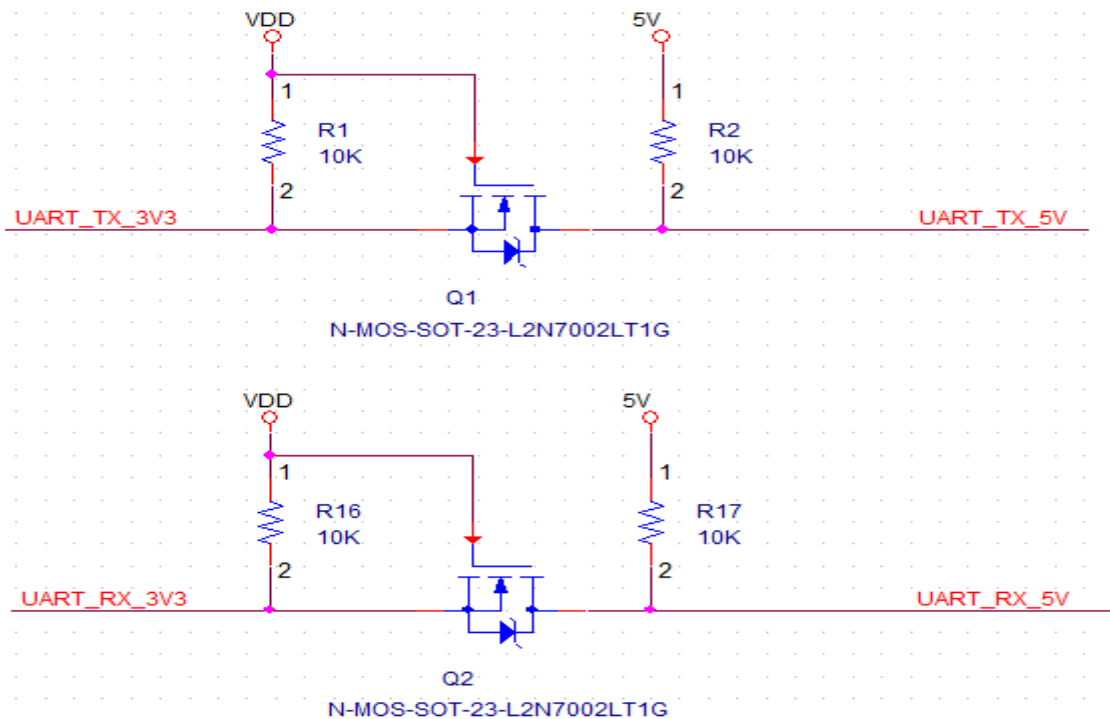 VDD
5V
1
1
R1
R2
10K
10K
2
2
UART_TX_3V3
UART_TX_5V
Q1
N-MOS-SOT-23-L2N7002LT1G
VDD
5V
1
1
R16
R17
10K
10K
2
2
UART_RX_3V3
UART_RX_5V
Q2
N-MOS-SOT-23-L2N7002LT1G